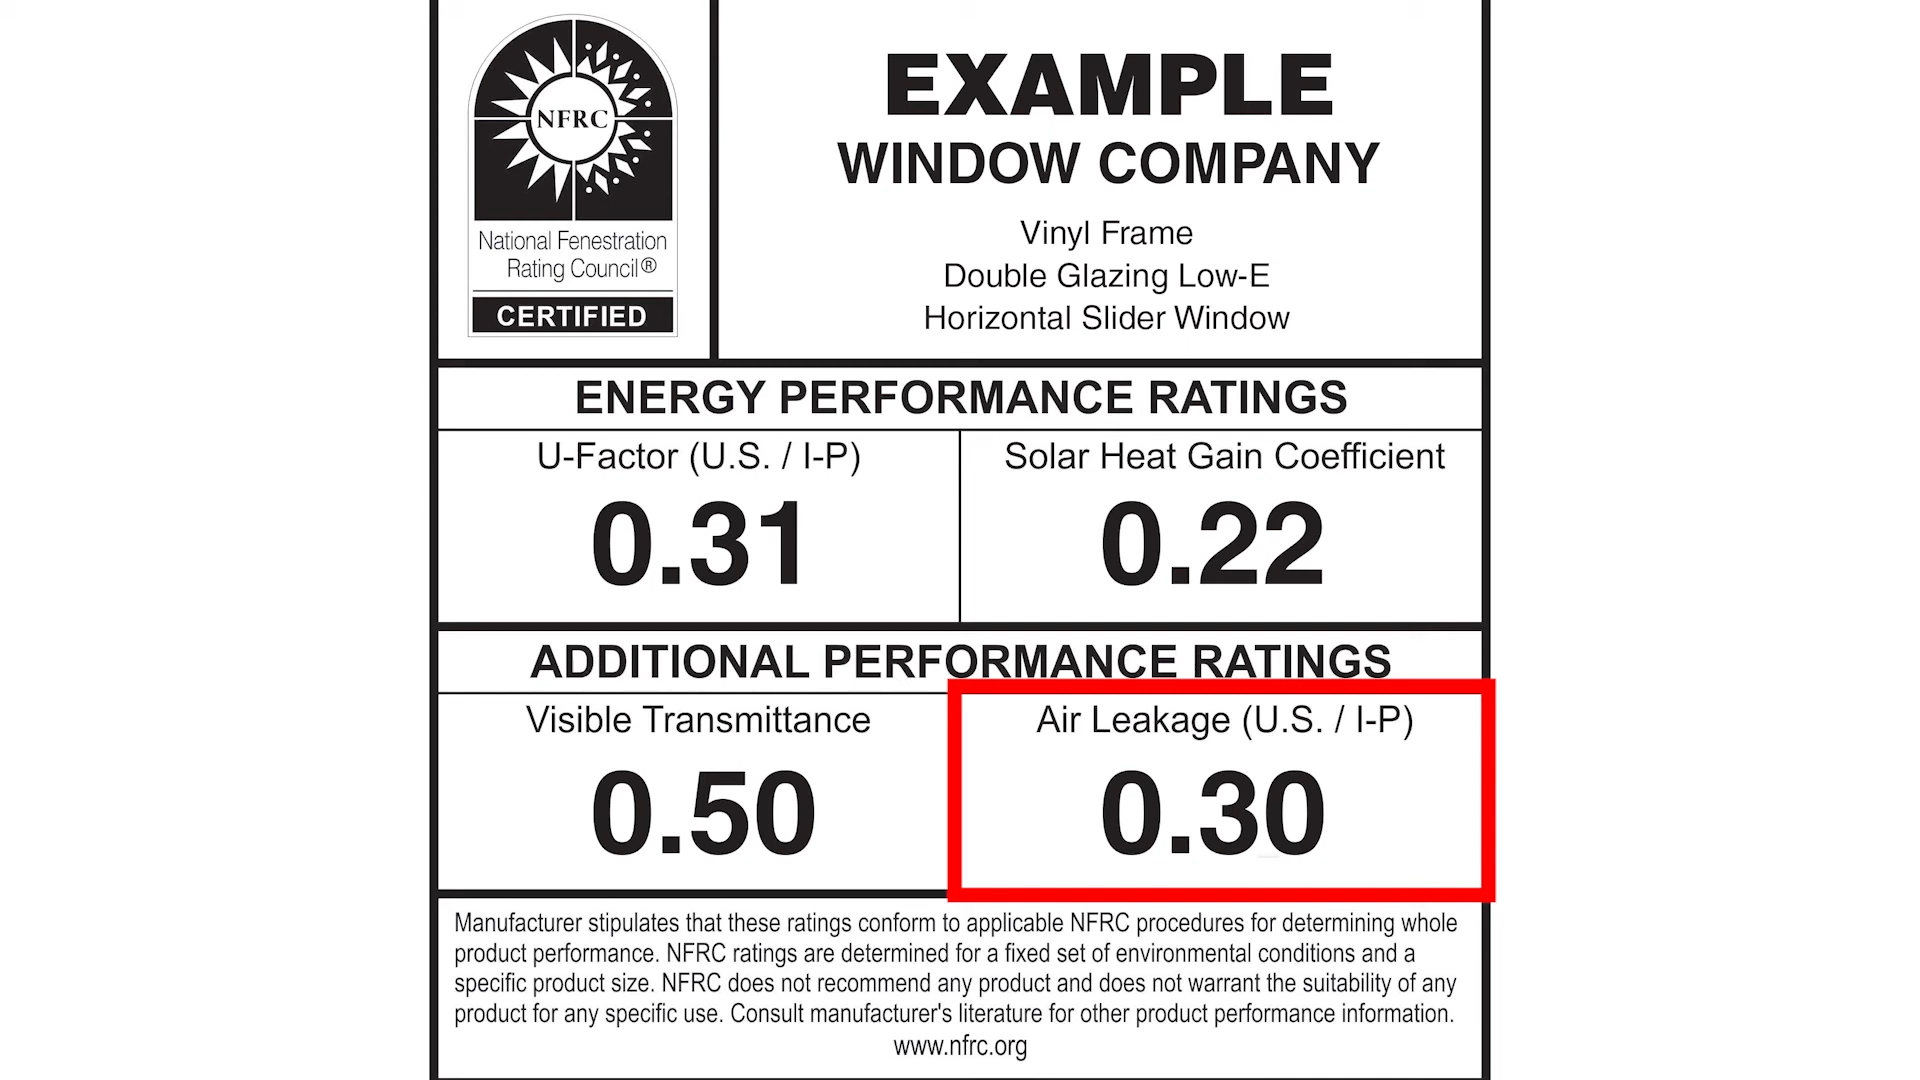 NFRC
National Fenestration
Rating Council®
CERTIFIED
EXAMPLE
WINDOW COMPANY
Vinyl Frame
Double Glazing Low-E
Horizontal Slider Window
ENERGY PERFORMANCE RATINGS
U-Factor (U.S. / I-P)
0.31
Solar Heat Gain Coefficient
0.22
ADDITIONAL PERFORMANCE RATINGS
Visible Transmittance
0.50
Air Leakage (U.S. / I-P)
0.30
Manufacturer stipulates that these ratings conform to applicable NFRC procedures for determining whole
product performance. NFRC ratings are determined for a fixed set of environmental conditions and a
specific product size. NFRC does not recommend any product and does not warrant the suitability of any
product for any specific use. Consult manufacturer's literature for other product performance information.
www.nfrc.org